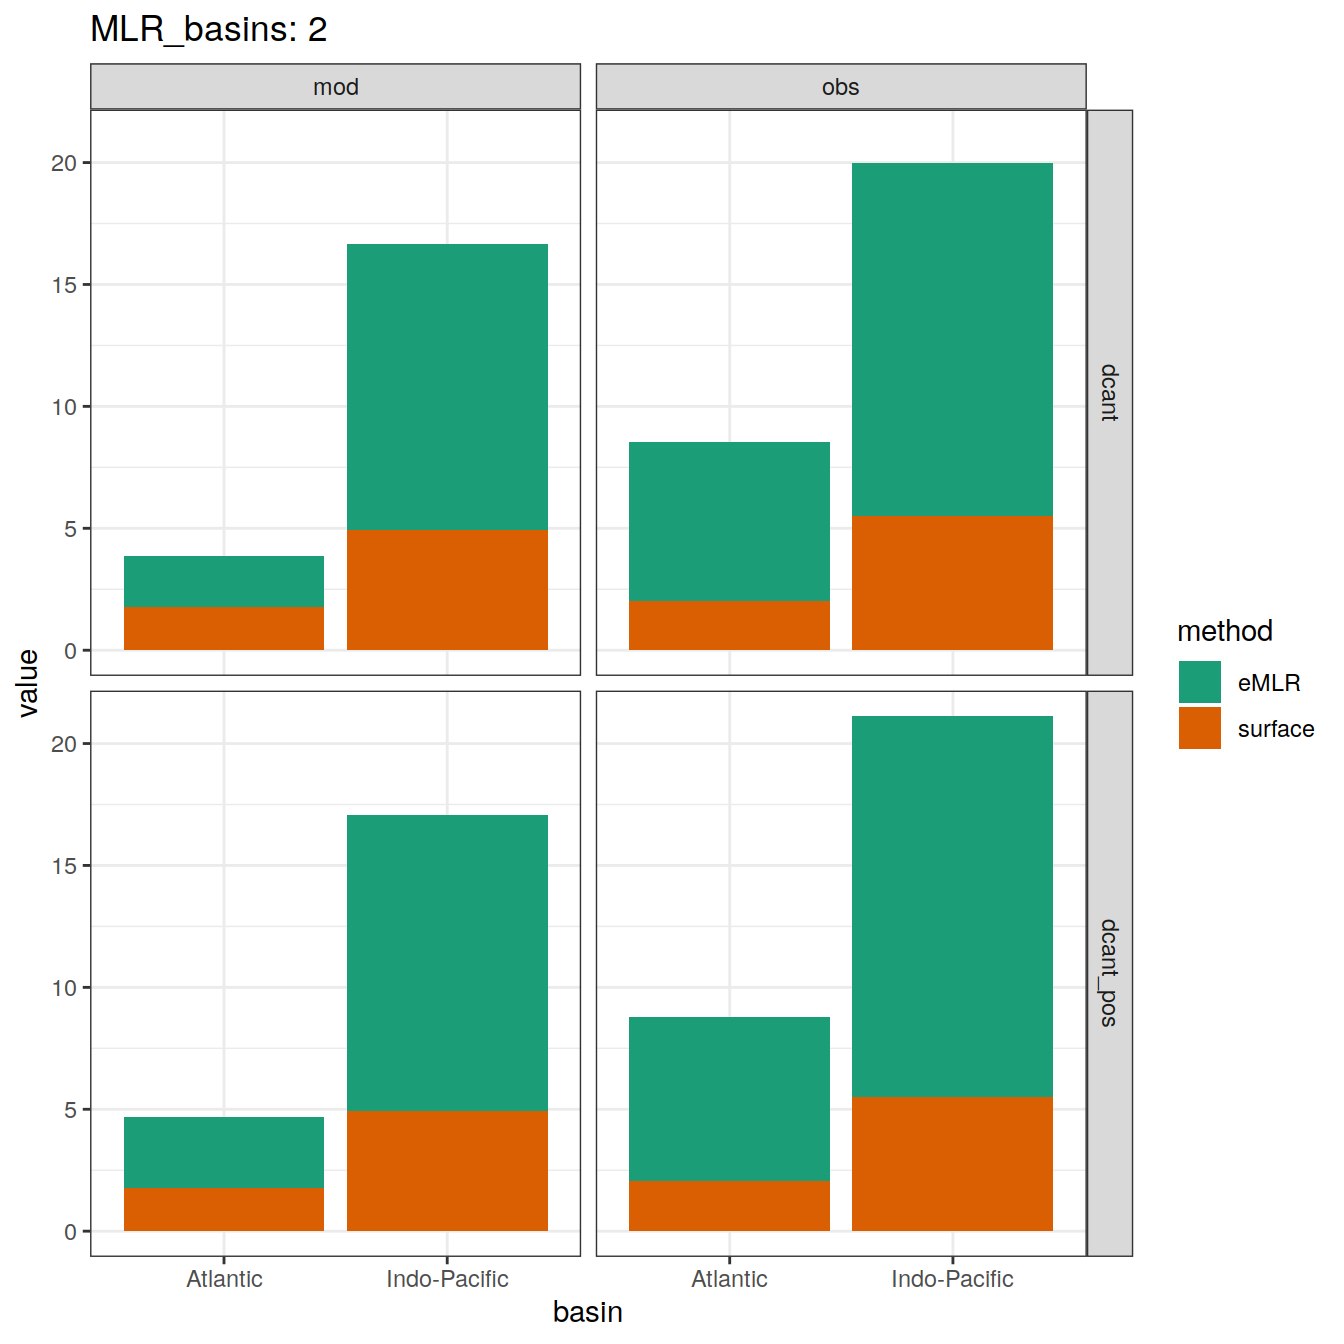 MLR_basins: 2
mod
obs
20
15
10
5
0
dcant
20
15
10
5
0
dcant_pos
value
Atlantic
Indo-Pacific
Atlantic
Indo-Pacific
basin
method
eMLR
surface